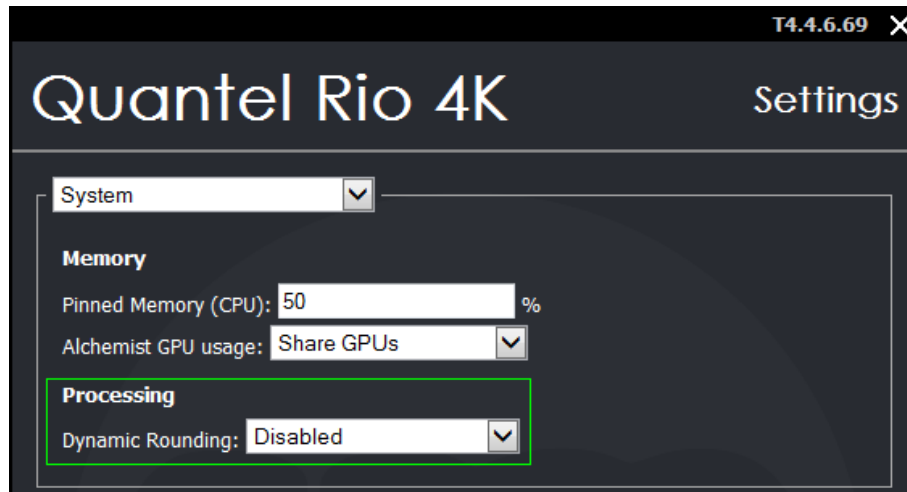 T4.4.6.69
Quantel Rio 4K Settings
System
Memory
Pinned Memory (CPU): 50 %
Alchemist GPU usage: Share GPUs
Processing
Dynamic Rounding: Disabled